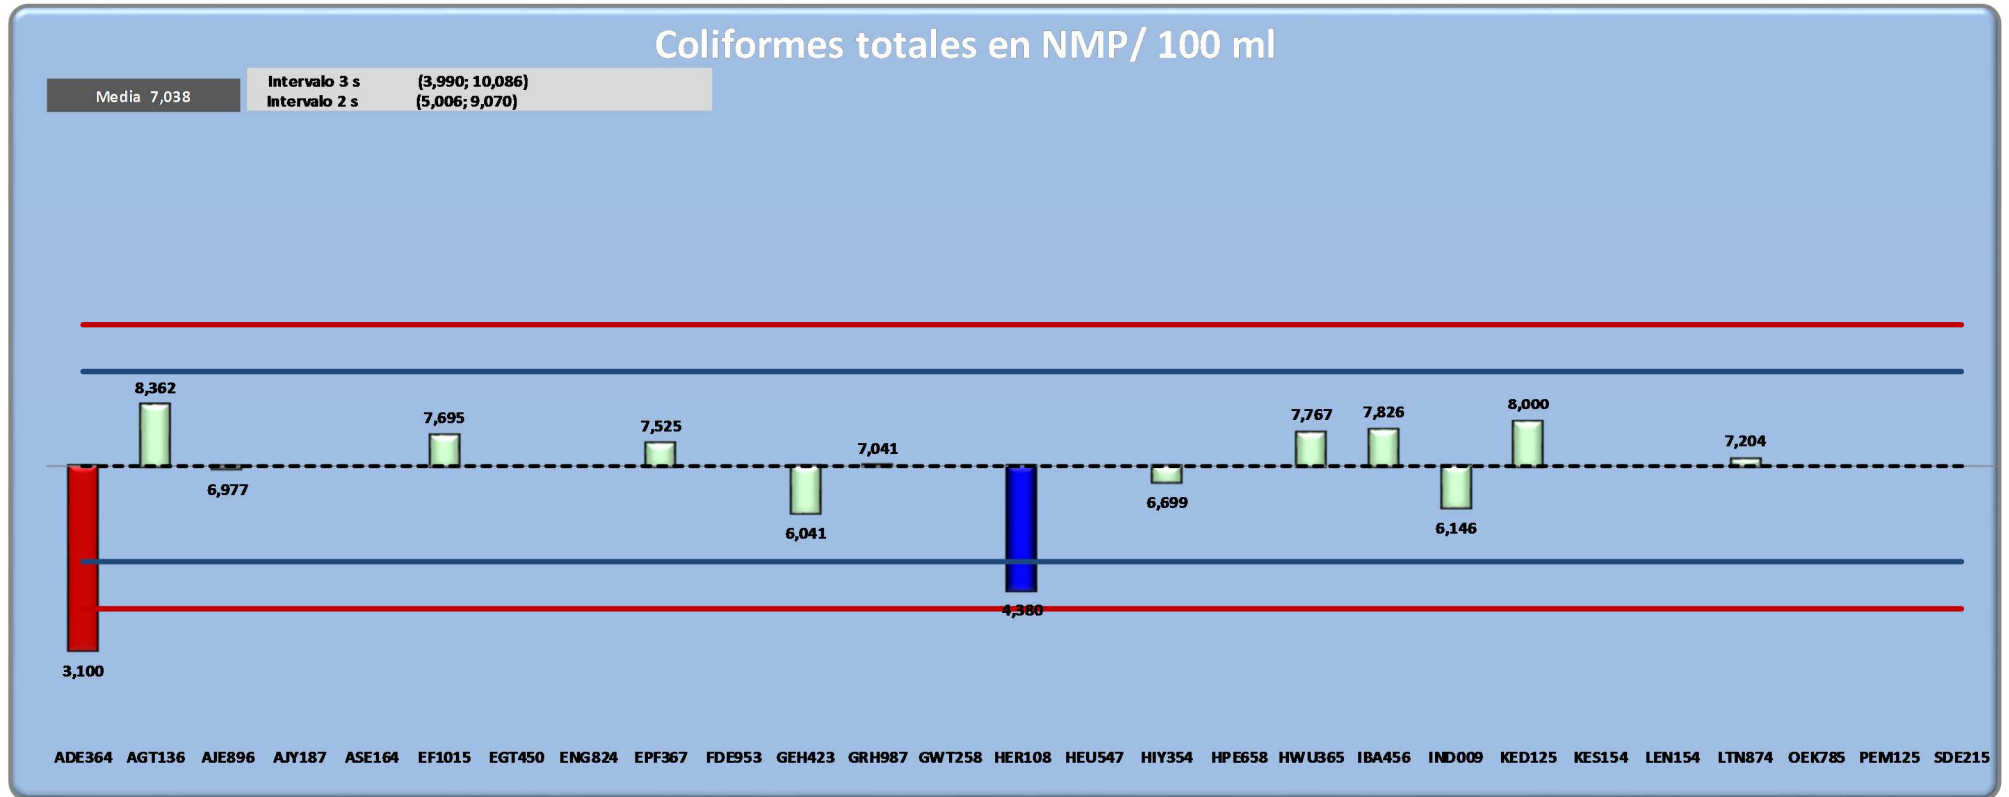 Coliformes totales en NMP/ 100 ml
Media 7,038
Intervalo 3 s (3,990; 10,086)
Intervalo 2 s (5,006; 9,070)
8,362
7,695
7,525
7,041
7,767
7,826
8,000
7,204
6,977
6,041
6,699
6,146
4,380
3,100
ADE364 AGT136 AJE896 AJY187 ASE164 EF1015 EGT450 ENG824 EPF367 FDE953 GEH423 GRH987 GWT258 HER108 HEU547 HIY354 HPE658 HWU365 IBA456 IND009 KED125 KES154 LEN154 LTN874 OEK785 PEM125 SDE215